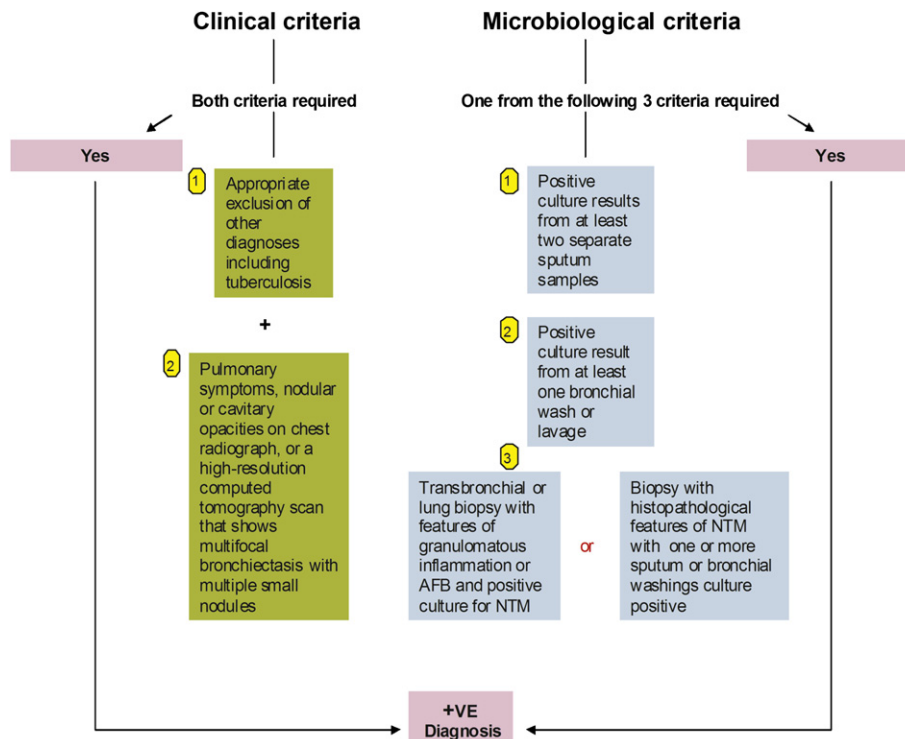 Clinical criteria
Both criteria required
Yes
1
Appropriate
exclusion of
other
diagnoses
including
tuberculosis
+
2
Pulmonary
symptoms, nodular
or cavitary
opacities on chest
radiograph, or a
high-resolution
computed
tomography scan
that shows
multifocal
bronchiectasis with
multiple small
nodules
Microbiological criteria
One from the following 3 criteria required
Yes
1
Positive
culture results
from at least
two separate
sputum
samples
2
Positive
culture result
from at least
one bronchial
wash or
lavage
3
Transbronchial or
lung biopsy with
features of
granulomatous
inflammation or
AFB and positive
culture for NTM
or
Biopsy with
histopathological
features of NTM
with one or more
sputum or bronchial
washings culture
positive
+VE
Diagnosis